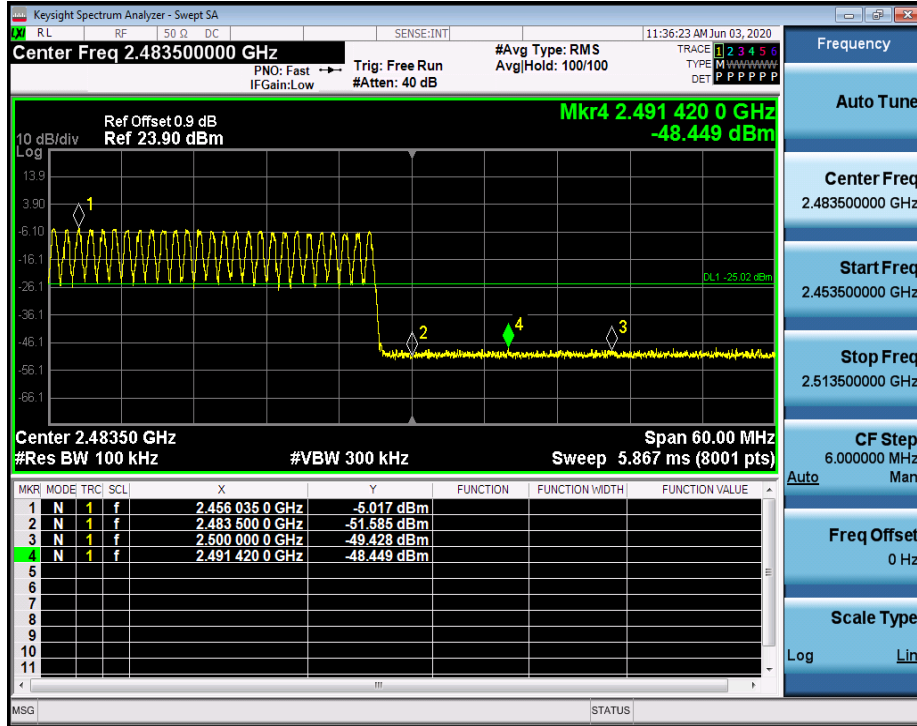 Keysight Spectrum Analyzer - Swept SA
LXI RL RF 50 Ω DC SENSE:INT 11:36:23 AM Jun 03, 2020
Center Freq 2.483500000 GHz #Avg Type: RMS TRACE 1 2 3 4 5 6
PNO: Fast Trig: Free Run Avg|Hold: 100/100 TYPE M W W W W W
IFGain:Low #Atten: 40 dB DET P P P P P P
Mkr4 2.491 420 0 GHz
-48.449 dBm
Ref Offset 0.9 dB
10 dB/div Ref 23.90 dBm
Log
13.9
3.90
-6.10
-16.1
-26.1
-36.1
-46.1
-56.1
-66.1
1
DL1 -25.02 dBm
2
4
3
Center 2.48350 GHz Span 60.00 MHz
#Res BW 100 kHz #VBW 300 kHz Sweep 5.867 ms (8001 pts)
MKR MODE TRC SCL X Y FUNCTION FUNCTION WIDTH FUNCTION VALUE
1 N 1 f 2.456 035 0 GHz -5.017 dBm
2 N 1 f 2.483 500 0 GHz -51.585 dBm
3 N 1 f 2.500 000 0 GHz -49.428 dBm
4 N 1 f 2.491 420 0 GHz -48.449 dBm
5
6
7
8
9
10
11
MSG STATUS
Frequency
Auto Tune
Center Freq
2.483500000 GHz
Start Freq
2.453500000 GHz
Stop Freq
2.513500000 GHz
CF Step
6.000000 MHz
Auto Man
Freq Offset
0 Hz
Scale Type
Log Lin